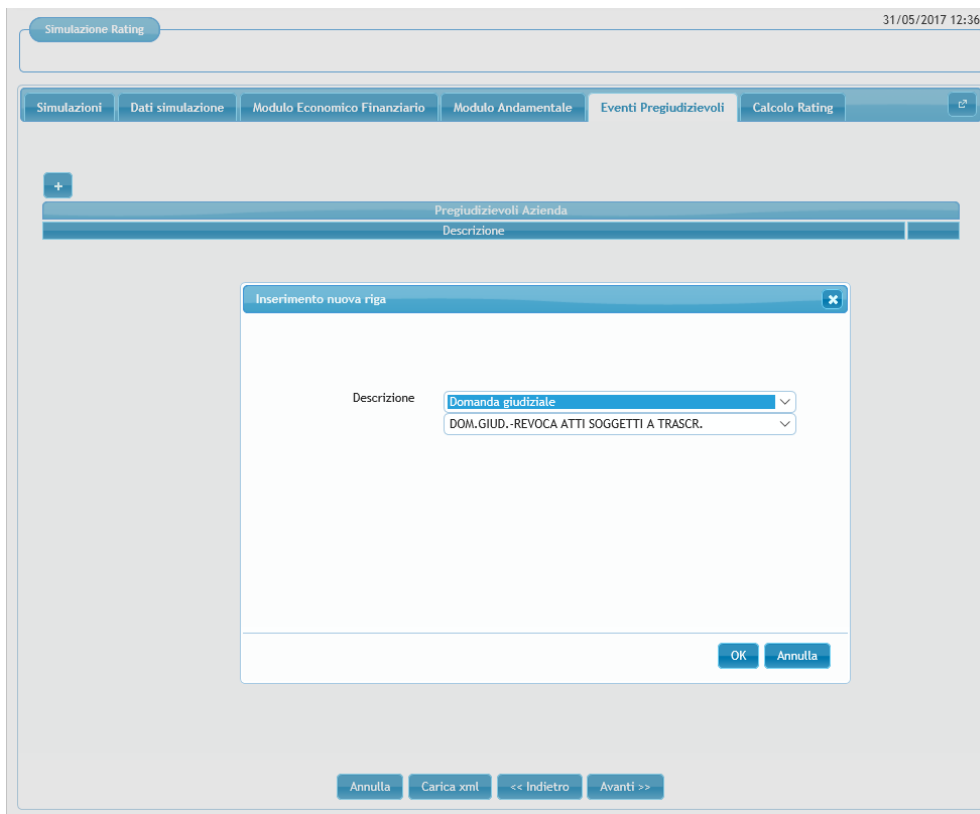 31/05/2017 12:36
Simulazione Rating
Simulazioni Dati simulazione Modulo Economico Finanziario Modulo Andamentale Eventi Pregiudizievoli Calcolo Rating
+
Pregiudizievoli Azienda
Descrizione
Inserimento nuova riga
Descrizione Domanda giudiziale
DOM.GIUD.-REVOCA ATTI SOGGETTI A TRASCR.
OK Annulla
Annulla Carica xml << Indietro Avanti >>